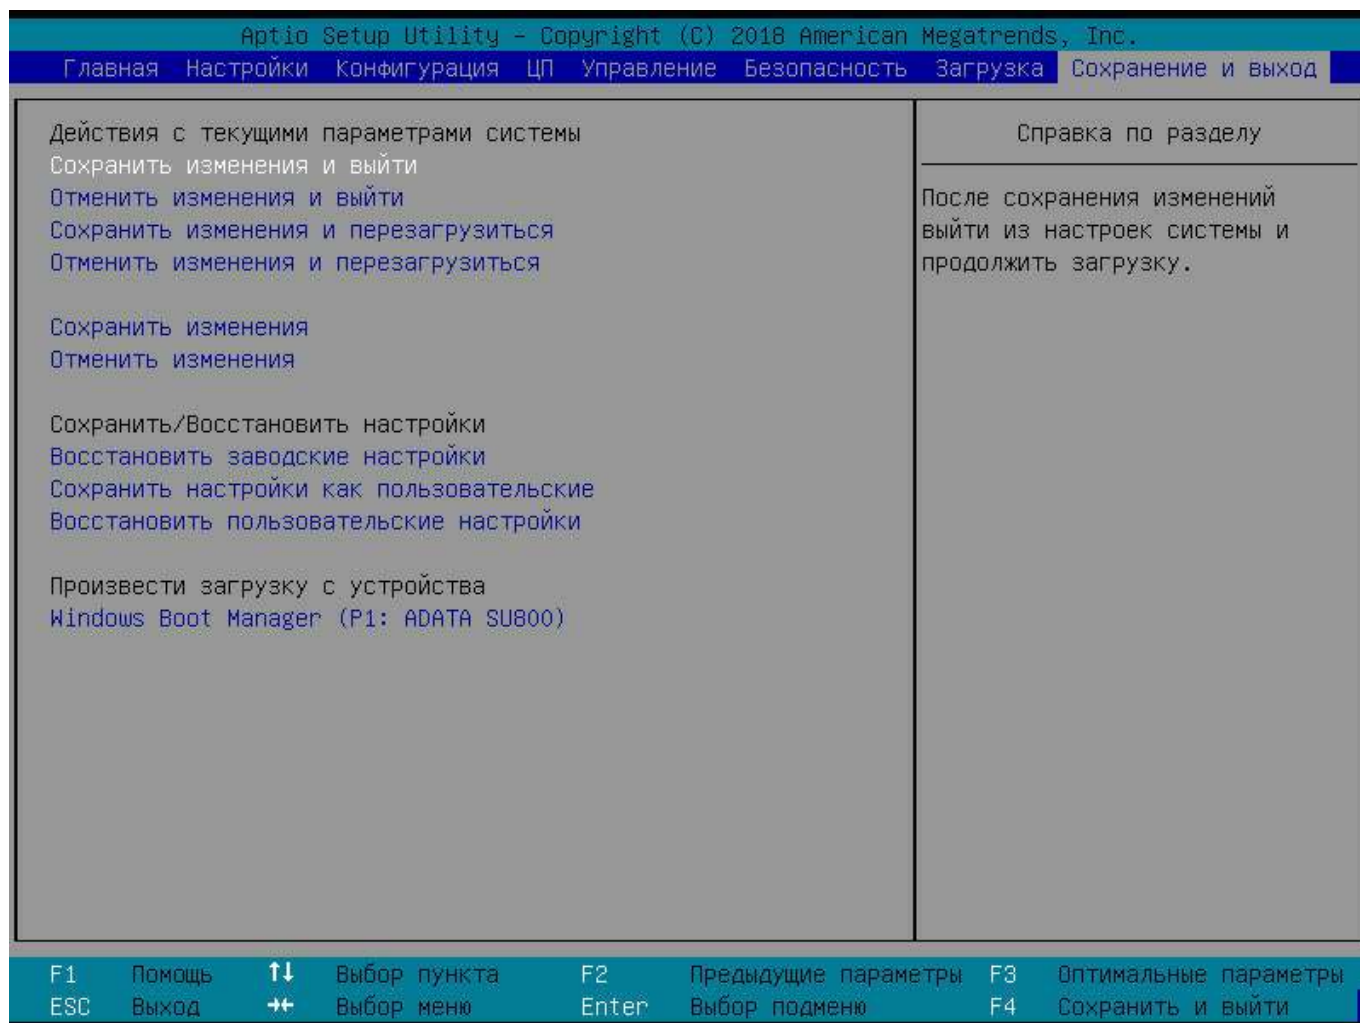 Aptio Setup Utility – Copyright (C) 2018 American Megatrends, Inc.
Главная Настройки Конфигурация ЦП Управление Безопасность Загрузка Сохранение и выход
Действия с текущими параметрами системы
Сохранить изменения и выйти
Отменить изменения и выйти
Сохранить изменения и перезагрузиться
Отменить изменения и перезагрузиться
Сохранить изменения
Отменить изменения
Сохранить/Восстановить настройки
Восстановить заводские настройки
Сохранить настройки как пользовательские
Восстановить пользовательские настройки
Произвести загрузку с устройства
Windows Boot Manager (P1: ADATA SU800)
Справка по разделу
После сохранения изменений
выйти из настроек системы и
продолжить загрузку.
F1 Помощь ↑↓ Выбор пункта F2 Предыдущие параметры F3 Оптимальные параметры
ESC Выход →← Выбор меню Enter Выбор подменю F4 Сохранить и выйти